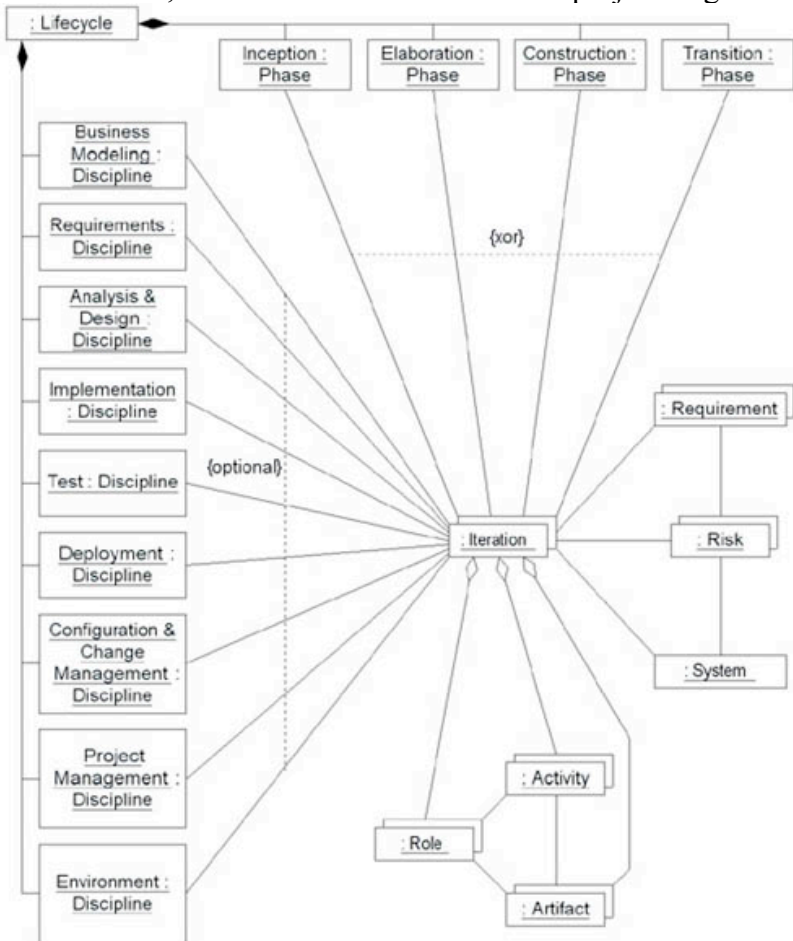 : Lifecycle
Inception :
Phase
Elaboration :
Phase
Construction :
Phase
Transition :
Phase
Business
Modeling :
Discipline
Requirements :
Discipline
Analysis &
Design :
Discipline
Implementation
: Discipline
Test : Discipline
Deployment :
Discipline
Configuration &
Change
Management :
Discipline
Project
Management :
Discipline
Environment :
Discipline
{xor}
{optional}
: Iteration
: Requirement
: Risk
: System
: Activity
: Role
: Artifact